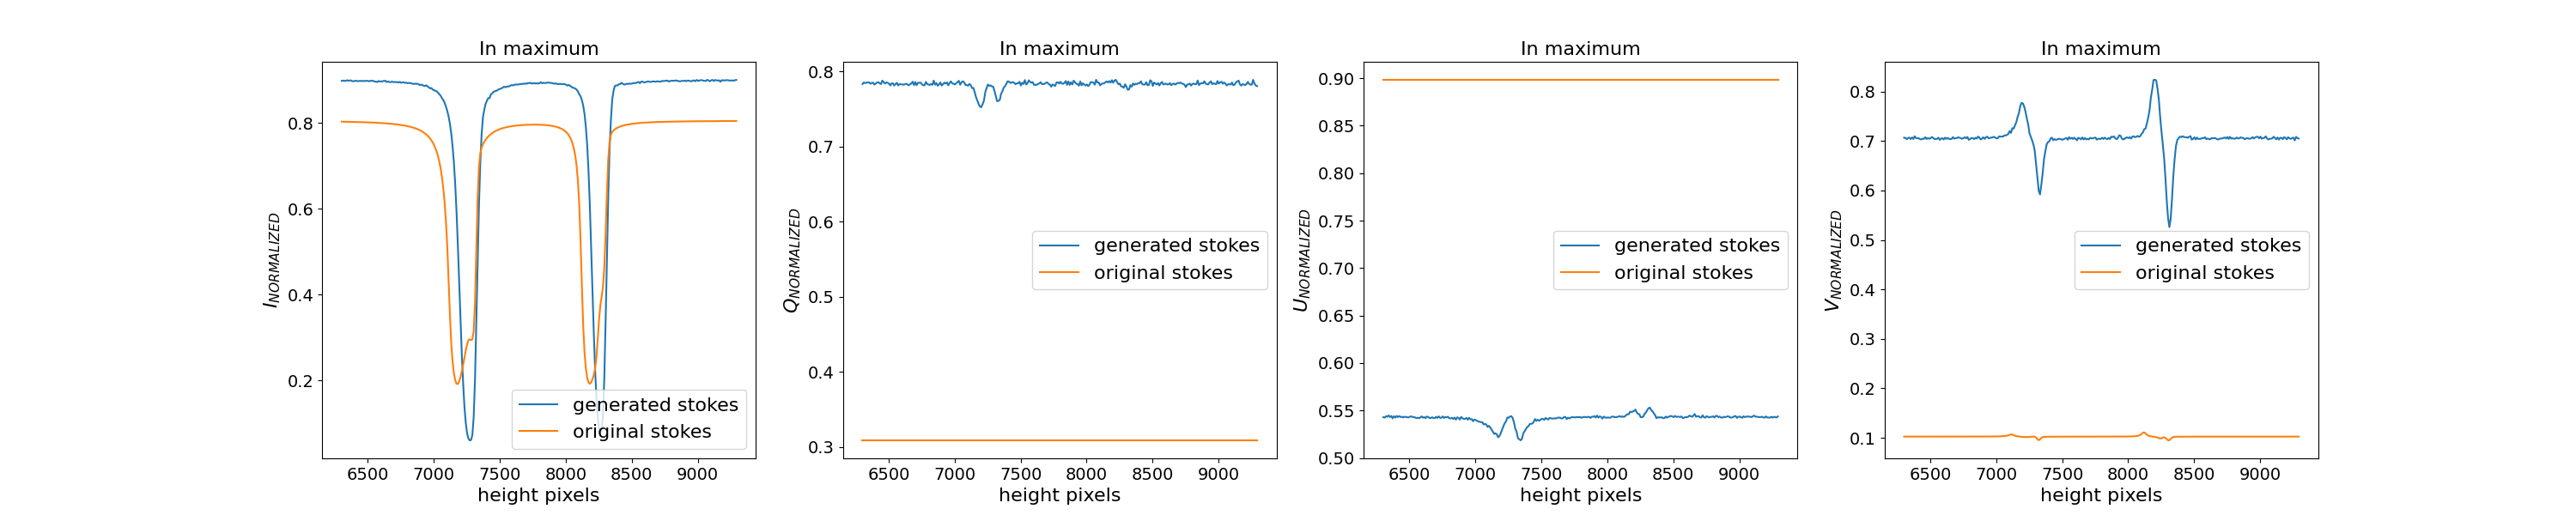 In maximum
I_NORMALIZED
0.8
0.6
0.4
0.2
generated stokes
original stokes
6500 7000 7500 8000 8500 9000
height pixels
In maximum
Q_NORMALIZED
0.8
0.7
0.6
0.5
0.4
0.3
generated stokes
original stokes
6500 7000 7500 8000 8500 9000
height pixels
In maximum
U_NORMALIZED
0.90
0.85
0.80
0.75
0.70
0.65
0.60
0.55
0.50
generated stokes
original stokes
6500 7000 7500 8000 8500 9000
height pixels
In maximum
V_NORMALIZED
0.8
0.7
0.6
0.5
0.4
0.3
0.2
0.1
generated stokes
original stokes
6500 7000 7500 8000 8500 9000
height pixels